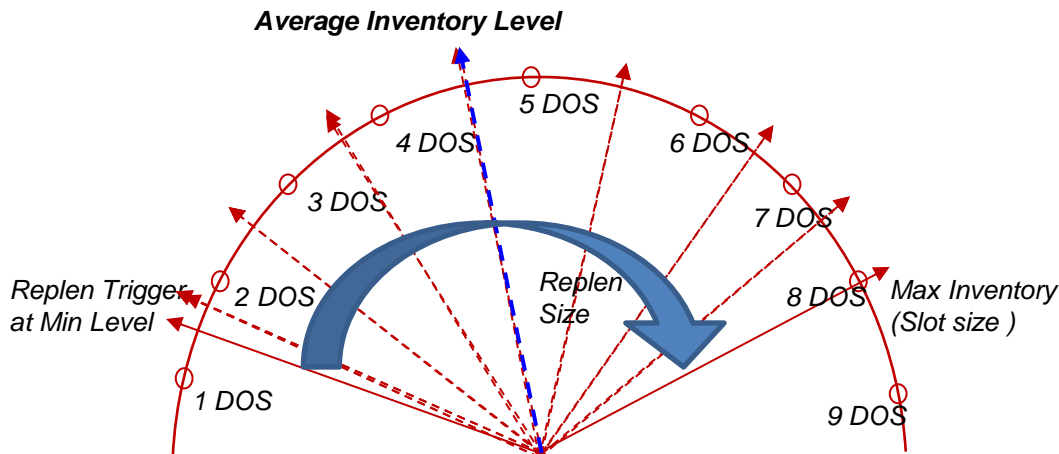 Average Inventory Level
5 DOS
4 DOS
6 DOS
3 DOS
7 DOS
Replen Trigger
at Min Level
2 DOS
Replen
Size
8 DOS
Max Inventory
(Slot size )
1 DOS
9 DOS